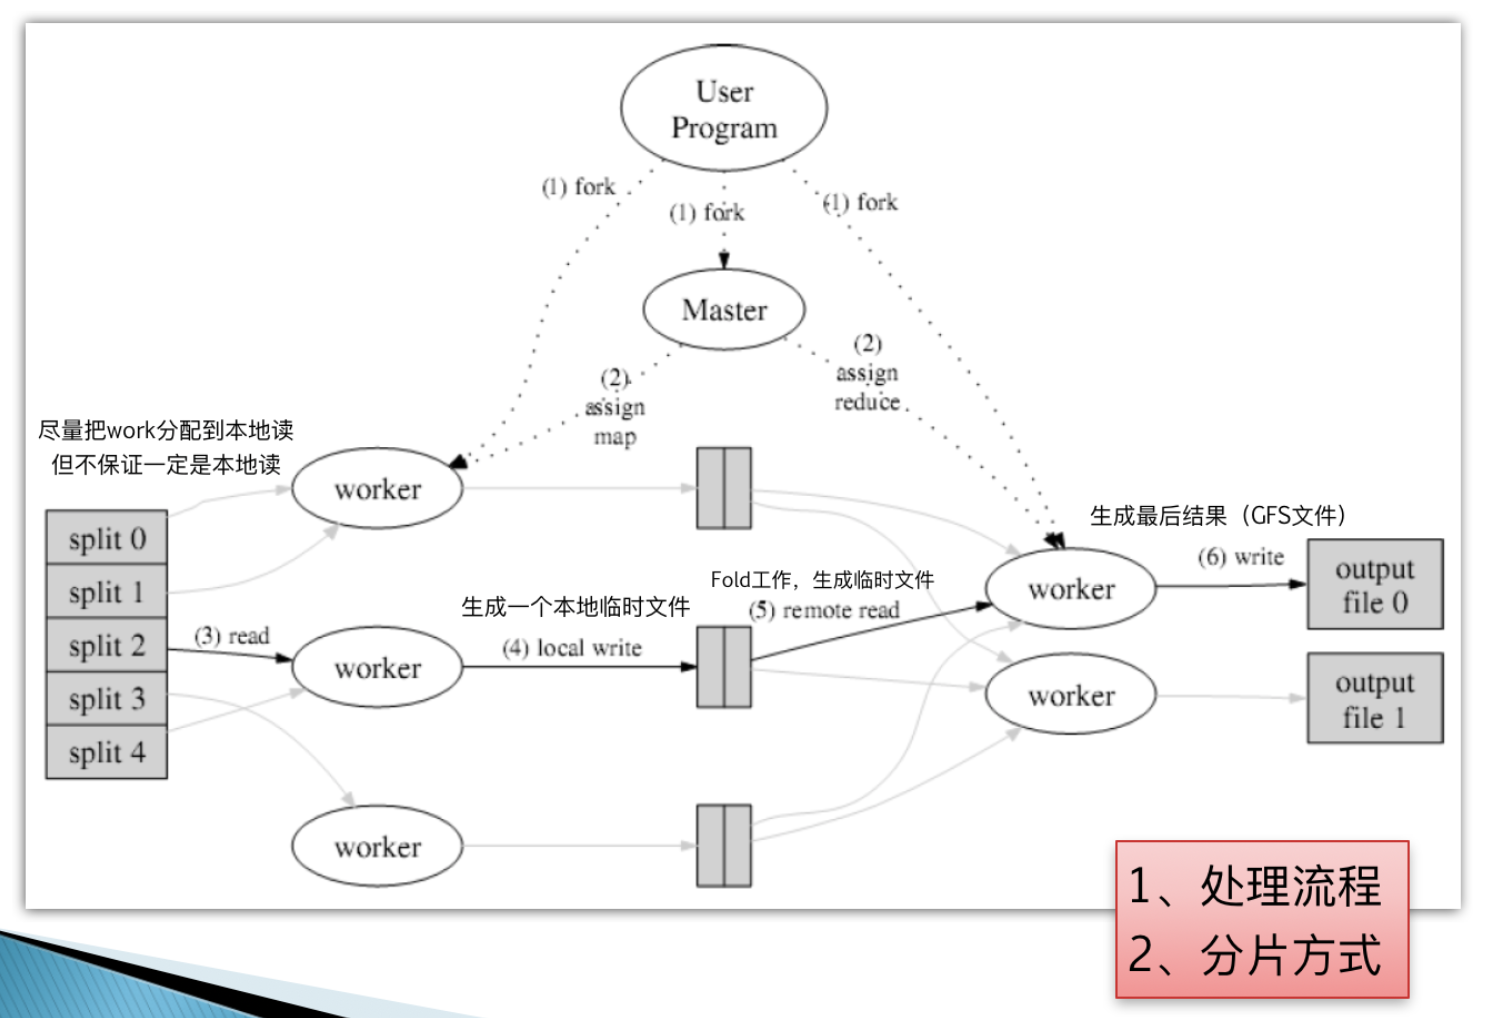 User
Program
(1) fork
(1) fork
(1) fork
Master
(2)
assign
map
(2)
assign
reduce
尽量把work分配到本地读
但不保证一定是本地读
worker
split 0
split 1
split 2
split 3
split 4
(3) read
worker
worker
生成一个本地临时文件
(4) local write
Fold工作，生成临时文件
(5) remote read
worker
worker
生成最后结果（GFS文件）
(6) write
output
file 0
output
file 1
1、处理流程
2、分片方式